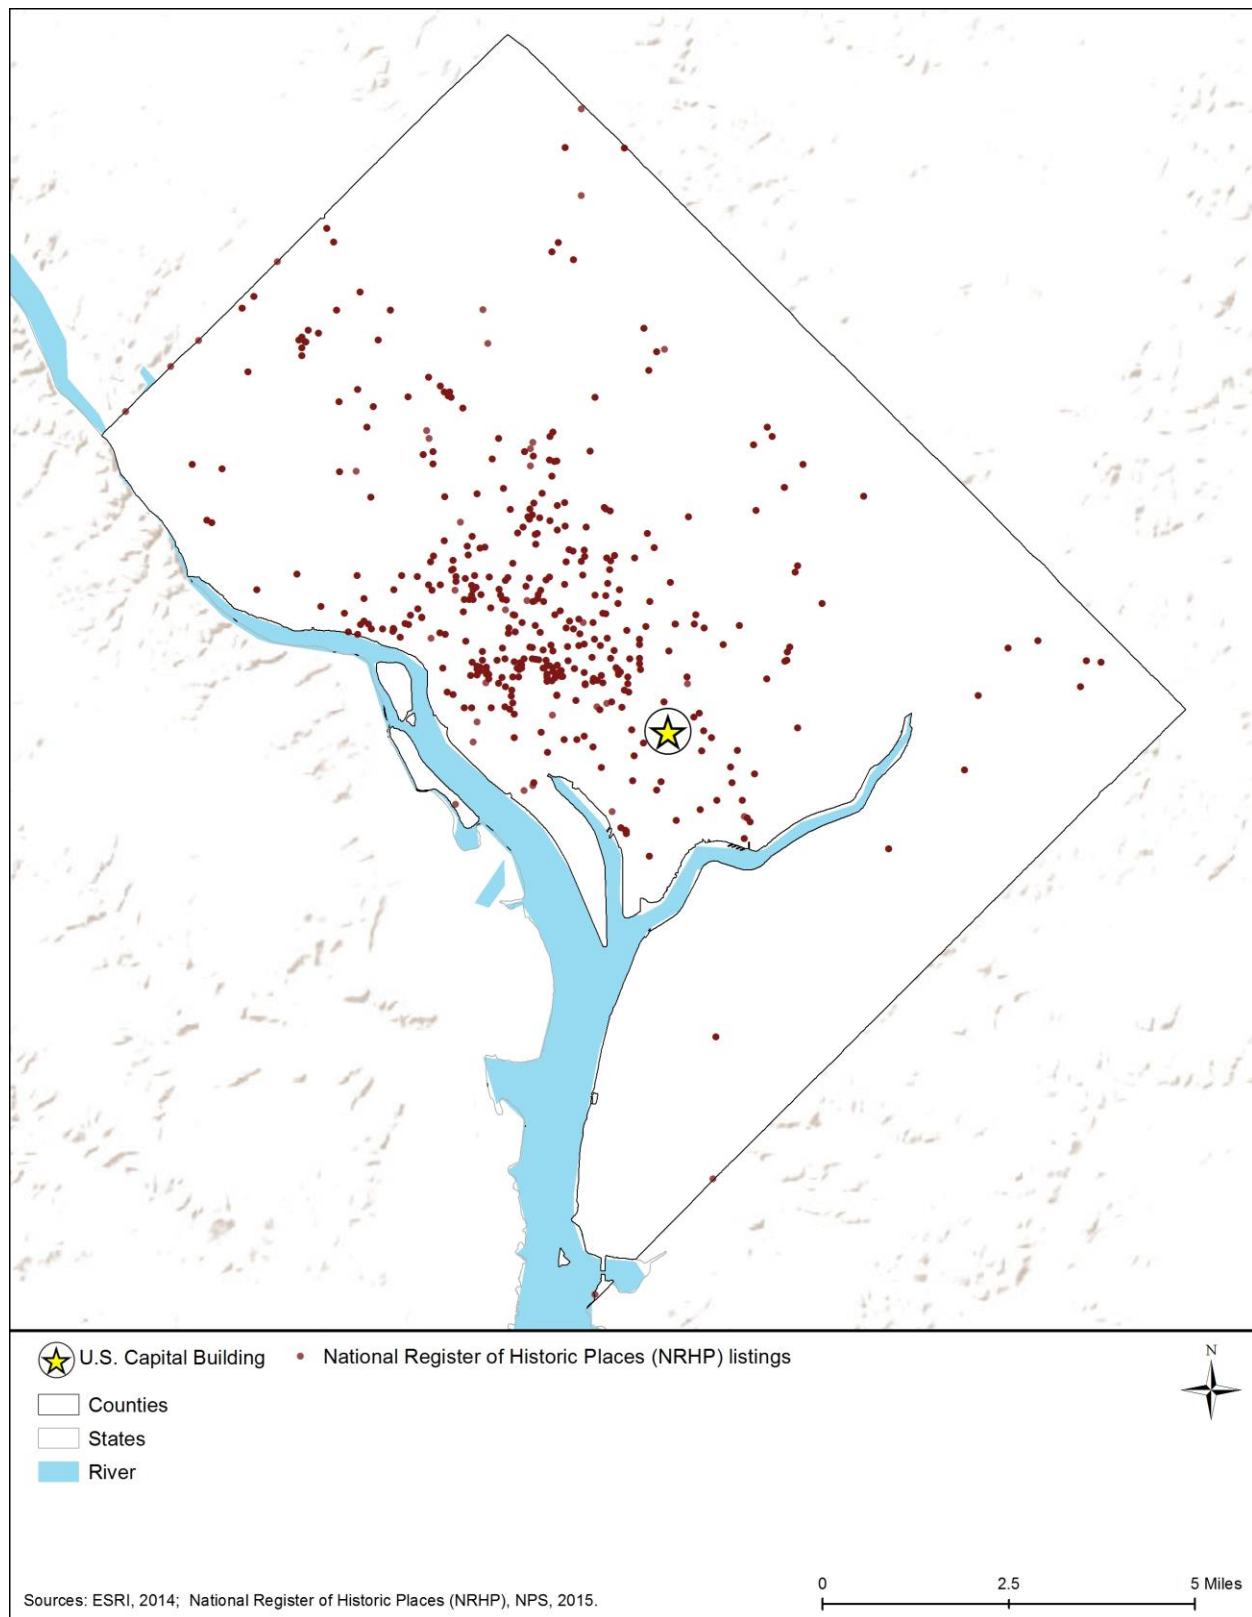 U.S. Capital Building
National Register of Historic Places (NRHP) listings
N
Counties
States
River
0 2.5 5 Miles
Sources: ESRI, 2014; National Register of Historic Places (NRHP), NPS, 2015.